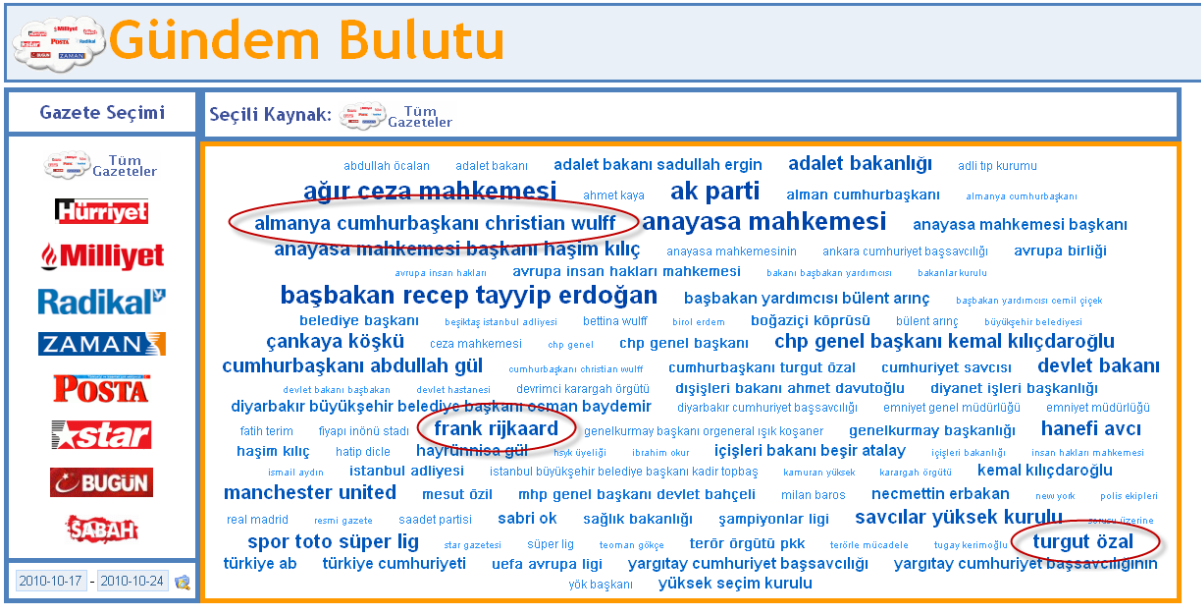 Gündem Bulutu
Gazete Seçimi
Seçili Kaynak: Tüm Gazeteler
Tüm Gazeteler
Hürriyet
Milliyet
Radikal
ZAMAN
POSTA
star
BUGÜN
SABAH
2010-10-17 - 2010-10-24
abdullah öcalan adalet bakanı adalet bakanı sadullah ergin adalet bakanlığı adli tıp kurumu
ağır ceza mahkemesi ahmet kaya ak parti alman cumhurbaşkanı almanya cumhurbaşkanı
almanya cumhurbaşkanı christian wulff anayasa mahkemesi anayasa mahkemesi başkanı
anayasa mahkemesi başkanı haşim kılıç anayasa mahkemesinin ankara cumhuriyet başsavcılığı avrupa birliği
avrupa insan hakları avrupa insan hakları mahkemesi bakanı başbakan yardımcısı bakanlar kurulu
başbakan recep tayyip erdoğan başbakan yardımcısı bülent arınç başbakan yardımcısı cemil çiçek
belediye başkanı beşiktaş istanbul adliyesi bettina wulff birol erdem boğaziçi köprüsü bülent arınç büyükşehir belediyesi
çankaya köşkü ceza mahkemesi chp genel chp genel başkanı chp genel başkanı kemal kılıçdaroğlu
cumhurbaşkanı abdullah gül cumhurbaşkanı christian wulff cumhurbaşkanı turgut özal cumhuriyet savcısı devlet bakanı
devlet bakanı başbakan devlet hastanesi devrimci karargah örgütü dışişleri bakanı ahmet davutoğlu diyanet işleri başkanlığı
diyarbakır büyükşehir belediye başkanı osman baydemir diyarbakır cumhuriyet başsavcılığı emniyet genel müdürlüğü emniyet müdürlüğü
fatih terim fiyapı inönü stadı frank rijkaard genelkurmay başkanı orgeneral ışık koşaner genelkurmay başkanlığı hanefi avcı
haşim kılıç hatip dicle hayrünnisa gül hsyk üyeliği ibrahim okur içişleri bakanı beşir atalay içişleri bakanlığı insan hakları mahkemesi
ismail aydın istanbul adliyesi istanbul büyükşehir belediye başkanı kadir topbaş kamuran yüksek karargah örgütü kemal kılıçdaroğlu
manchester united mesut özil mhp genel başkanı devlet bahçeli milan baros necmettin erbakan new york polis ekipleri
real madrid resmi gazete saadet partisi sabri ok sağlık bakanlığı şampiyonlar ligi savcılar yüksek kurulu sorusu üzerine
spor toto süper lig star gazetesi süper lig teoman gökçe terör örgütü pkk terörle mücadele tugay kerimoğlu turgut özal
türkiye ab türkiye cumhuriyeti uefa avrupa ligi yargıtay cumhuriyet başsavcılığı yargıtay cumhuriyet başsavcılığının
yök başkanı yüksek seçim kurulu